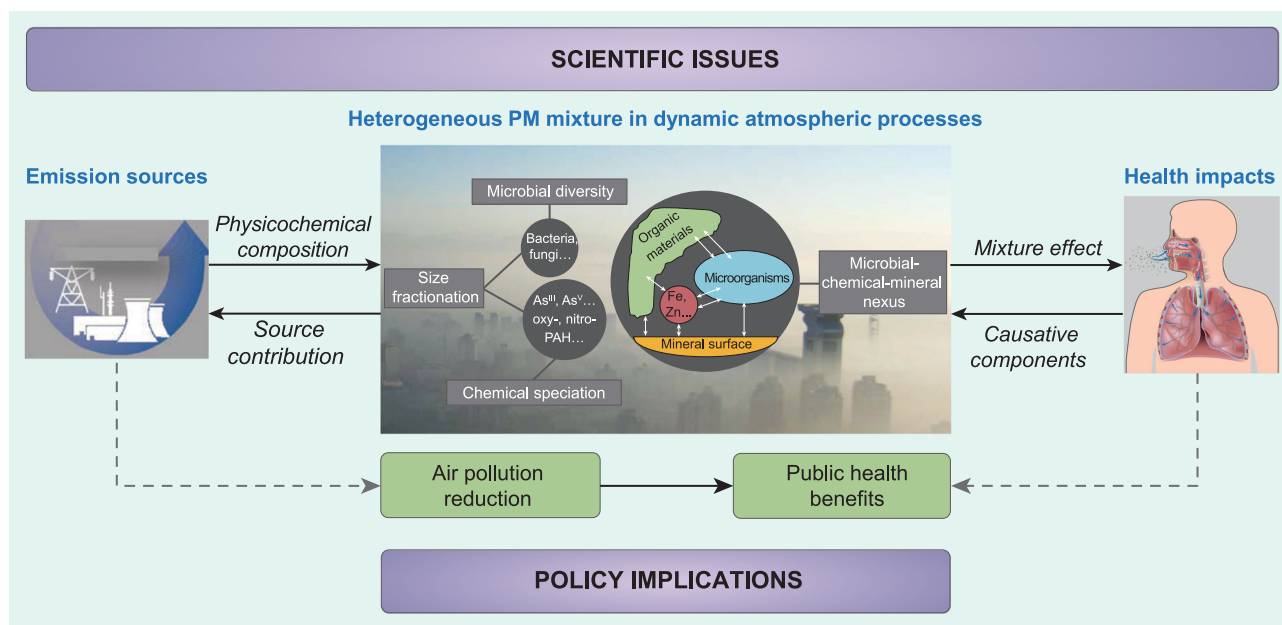 SCIENTIFIC ISSUES
Heterogeneous PM mixture in dynamic atmospheric processes
Emission sources
Health impacts
Physicochemical
composition
Source
contribution
Microbial diversity
Bacteria,
fungi...
Size
fractionation
Asᴵᴵᴵ, Asⱽ...
oxy-, nitro-
PAH...
Chemical speciation
Organic
materials
Microorganisms
Fe,
Zn...
Mineral surface
Microbial-
chemical-mineral
nexus
Mixture effect
Causative
components
Air pollution
reduction
Public health
benefits
POLICY IMPLICATIONS